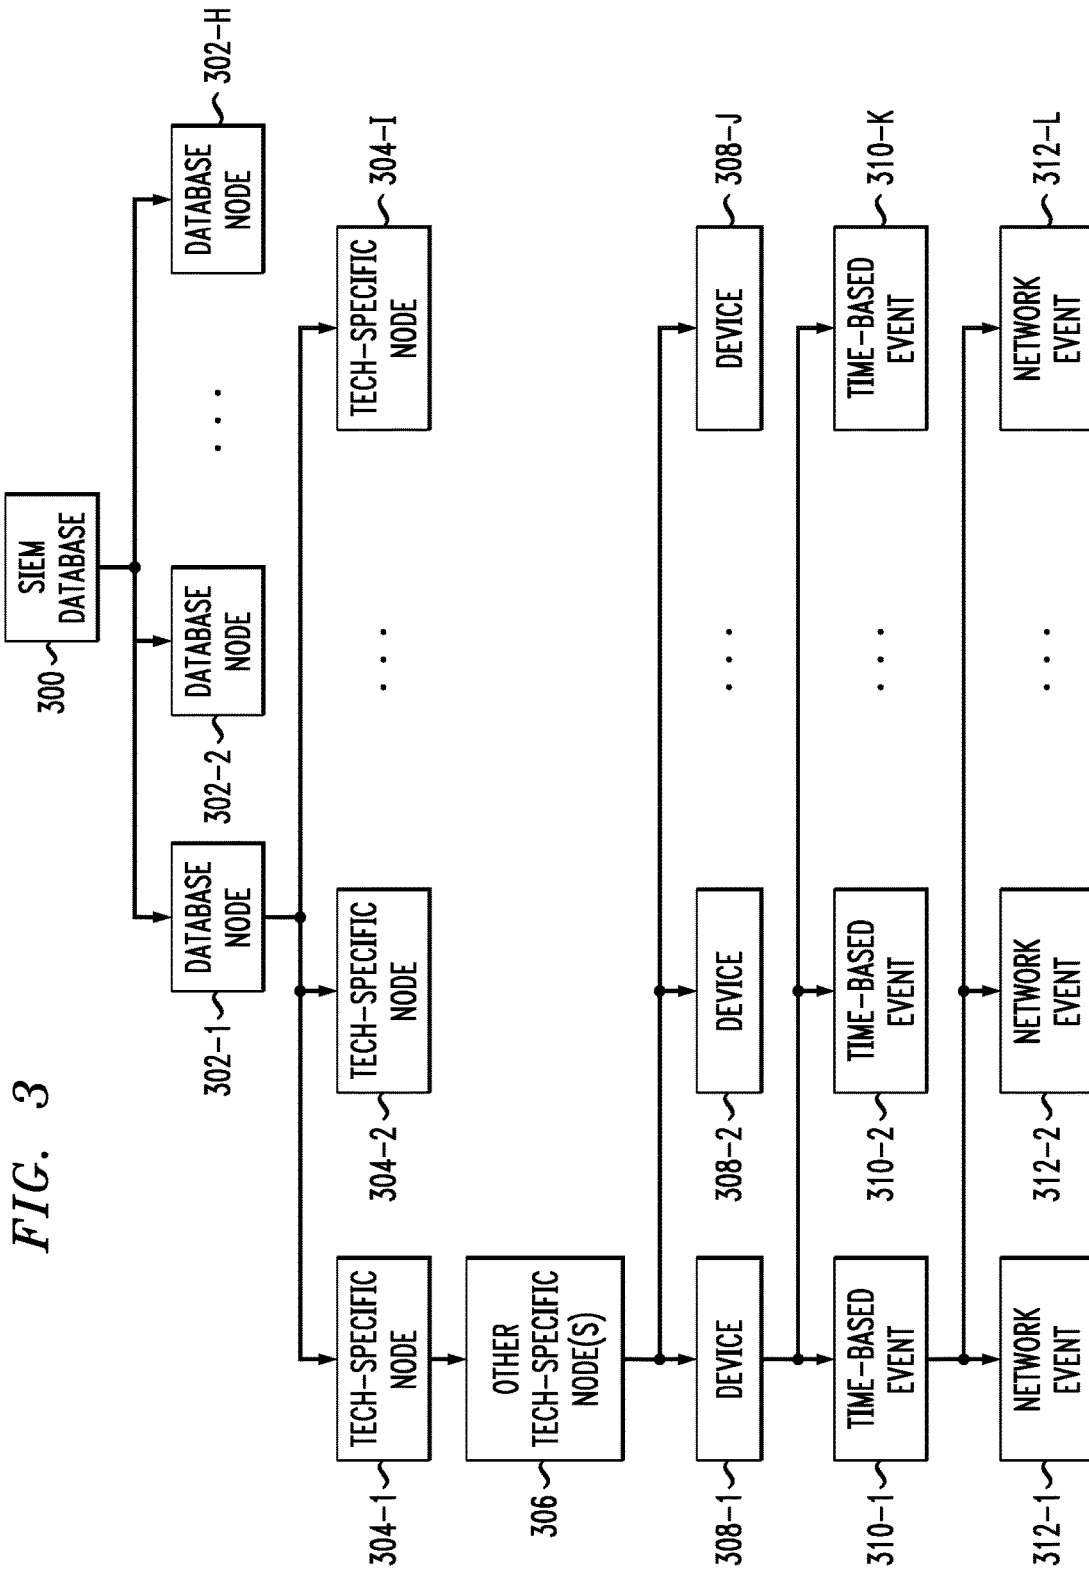 FIG. 3
SIEM
DATABASE
300
DATABASE
NODE
302-1
DATABASE
NODE
302-2
. . .
DATABASE
NODE
302-H
TECH-SPECIFIC
NODE
304-1
TECH-SPECIFIC
NODE
304-2
. . .
TECH-SPECIFIC
NODE
304-I
OTHER
TECH-SPECIFIC
NODE(S)
306
DEVICE
308-1
DEVICE
308-2
. . .
DEVICE
308-J
TIME-BASED
EVENT
310-1
TIME-BASED
EVENT
310-2
. . .
TIME-BASED
EVENT
310-K
NETWORK
EVENT
312-1
NETWORK
EVENT
312-2
. . .
NETWORK
EVENT
312-L